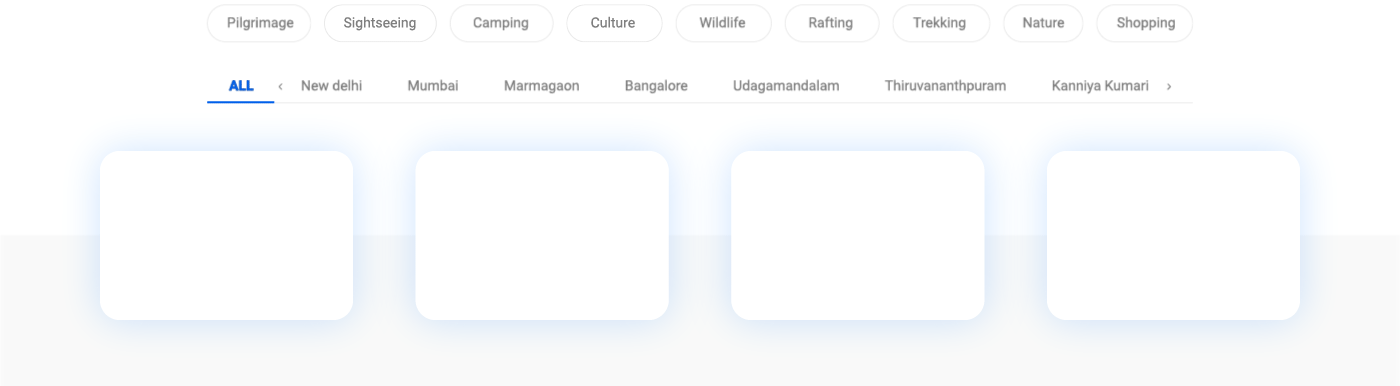 Pilgrimage Sightseeing Camping Culture Wildlife Rafting Trekking Nature Shopping
ALL ‹ New delhi Mumbai Marmagaon Bangalore Udagamandalam Thiruvananthpuram Kanniya Kumari ›